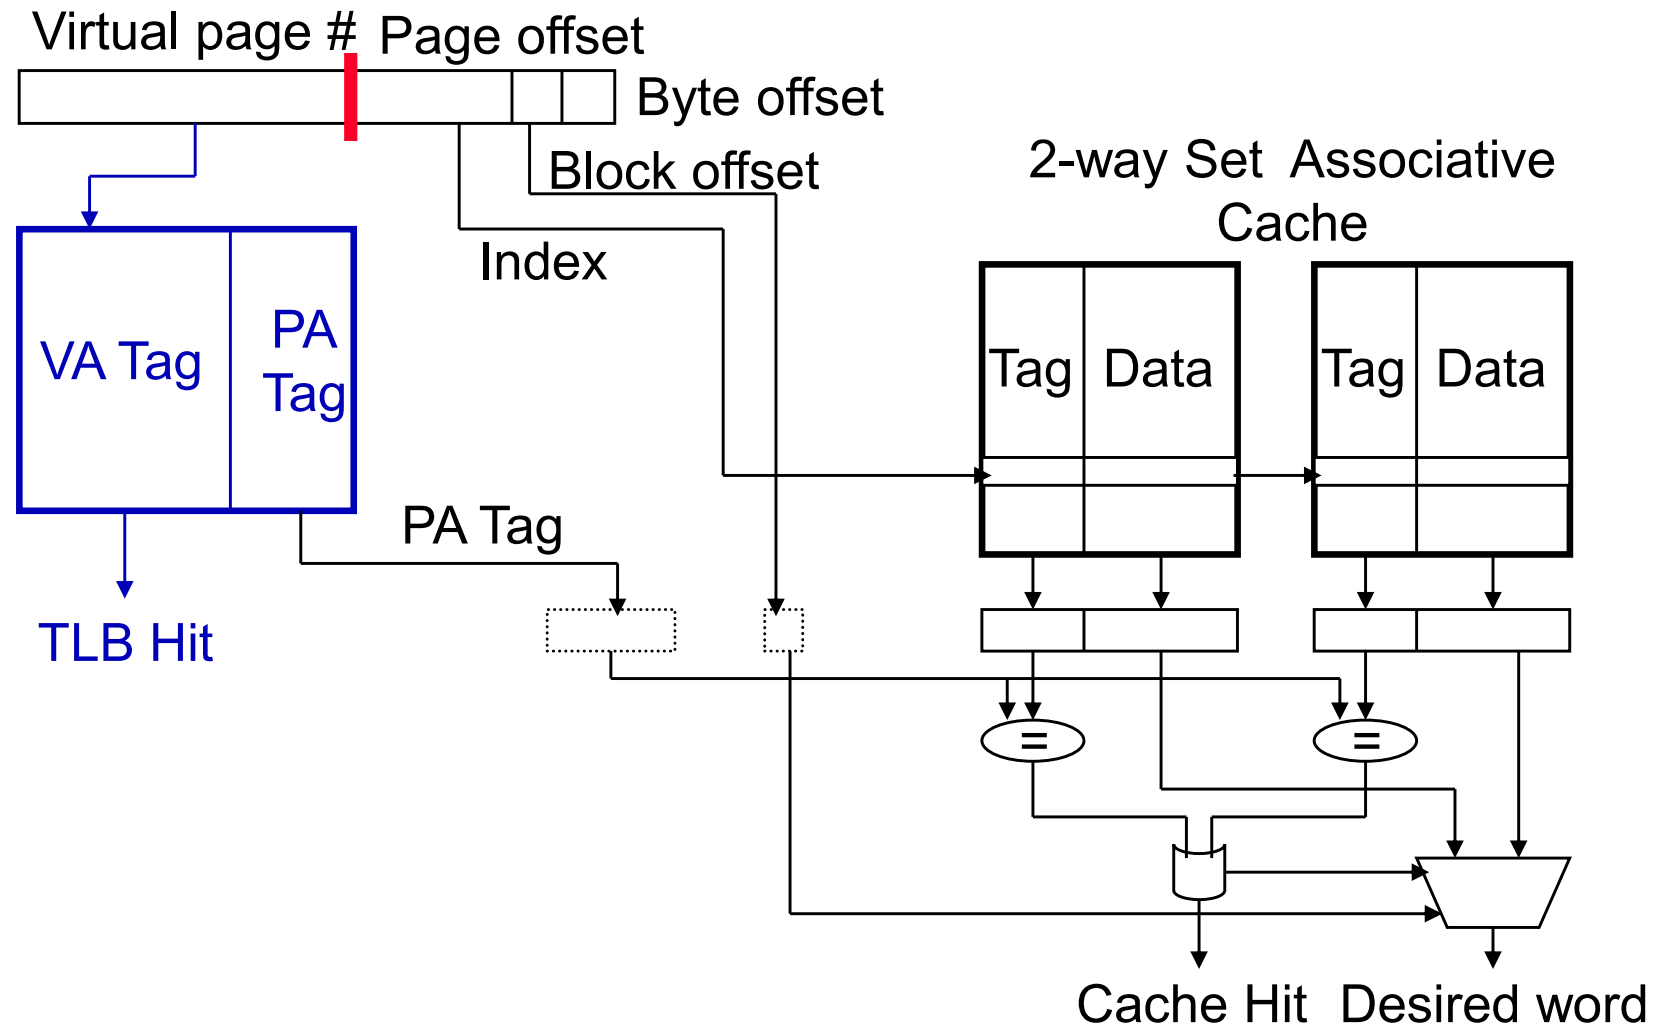 Virtual page #
Page offset
Byte offset
Block offset
2-way Set Associative
Cache
Index
VA Tag
PA
Tag
Tag
Data
Tag
Data
PA Tag
TLB Hit
=
=
Cache Hit
Desired word